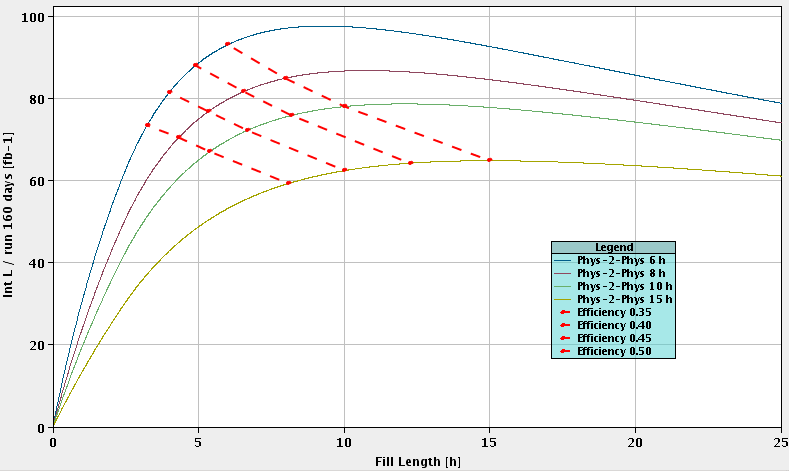 100
80
60
40
20
0
Int L / run 160 days [fb-1]
Legend
Phys-2-Phys 6 h
Phys-2-Phys 8 h
Phys-2-Phys 10 h
Phys-2-Phys 15 h
Efficiency 0.35
Efficiency 0.40
Efficiency 0.45
Efficiency 0.50
0 5 10 15 20 25
Fill Length [h]